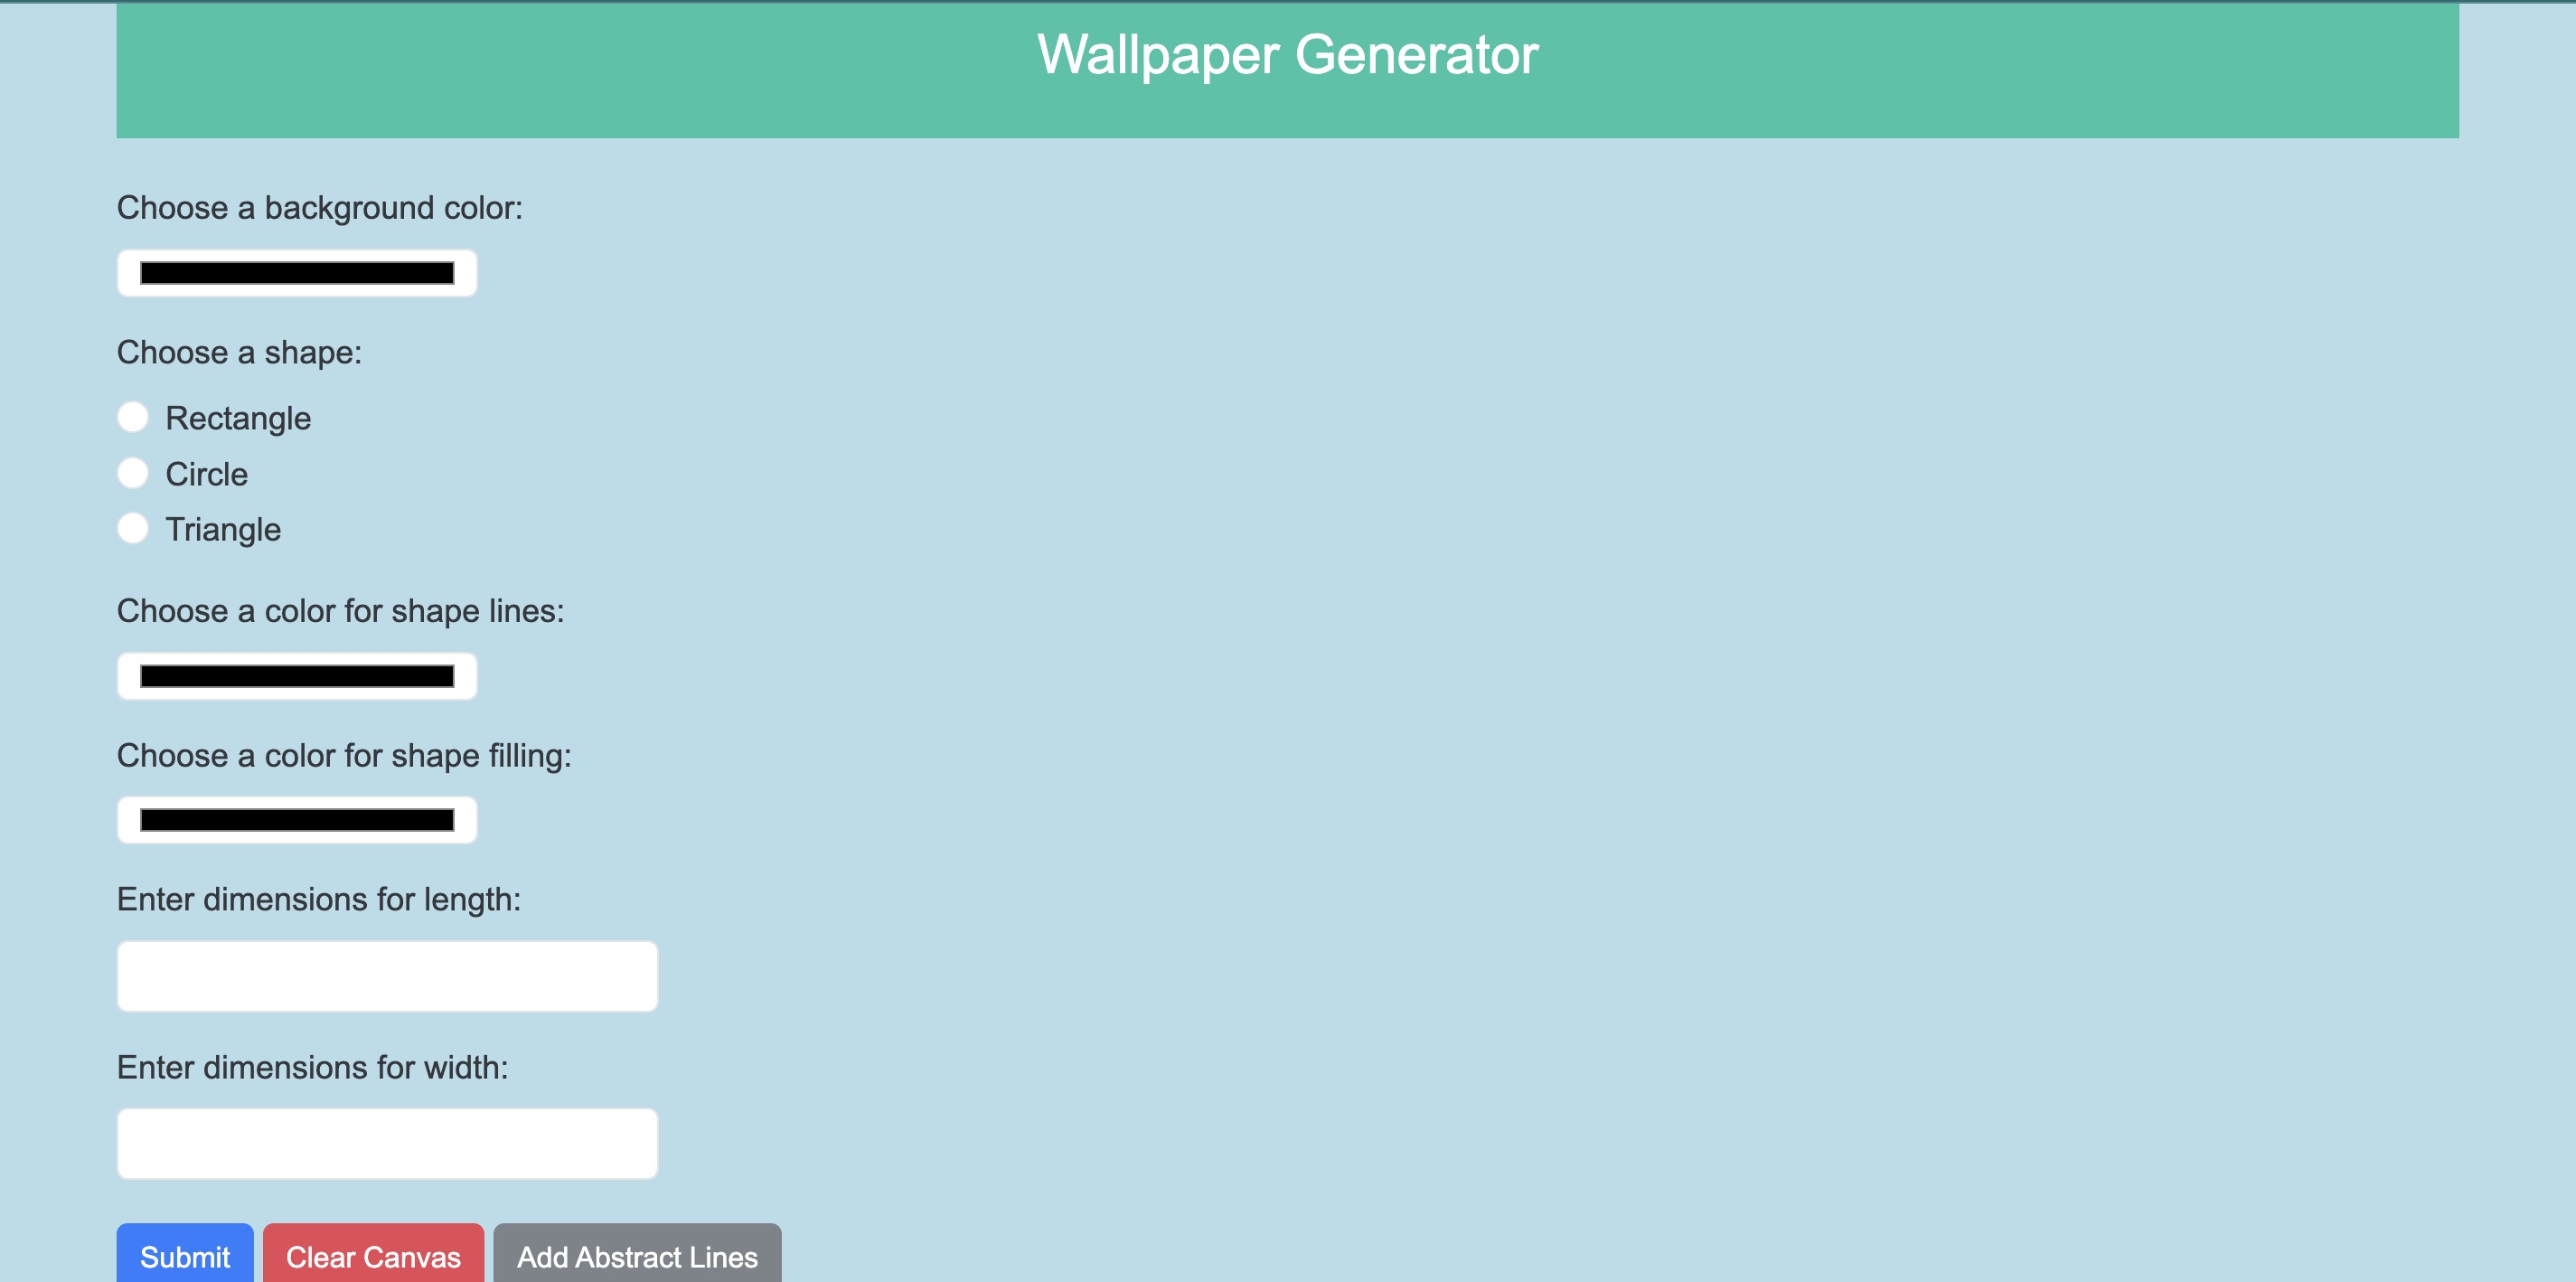 Wallpaper Generator
Choose a background color:
Choose a shape:
Rectangle
Circle
Triangle
Choose a color for shape lines:
Choose a color for shape filling:
Enter dimensions for length:
Enter dimensions for width:
Submit Clear Canvas Add Abstract Lines